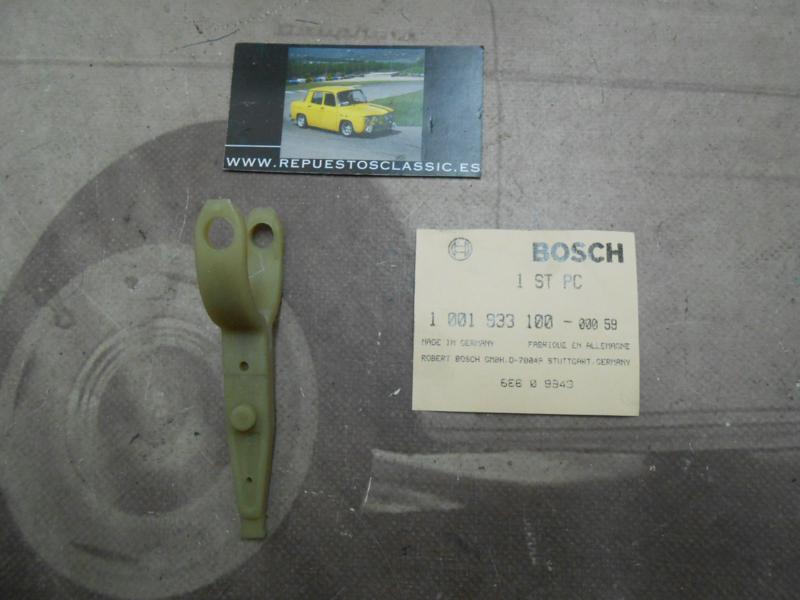 WWW.REPUESTOSCLASSIC.ES
BOSCH
1 ST PC
1 001 933 100 - 000 59
MADE IN GERMANY FABRIQUE EN ALLEMAGNE
ROBERT BOSCH GMBH, D-7000 STUTTGART, GERMANY
6E6 0 9943